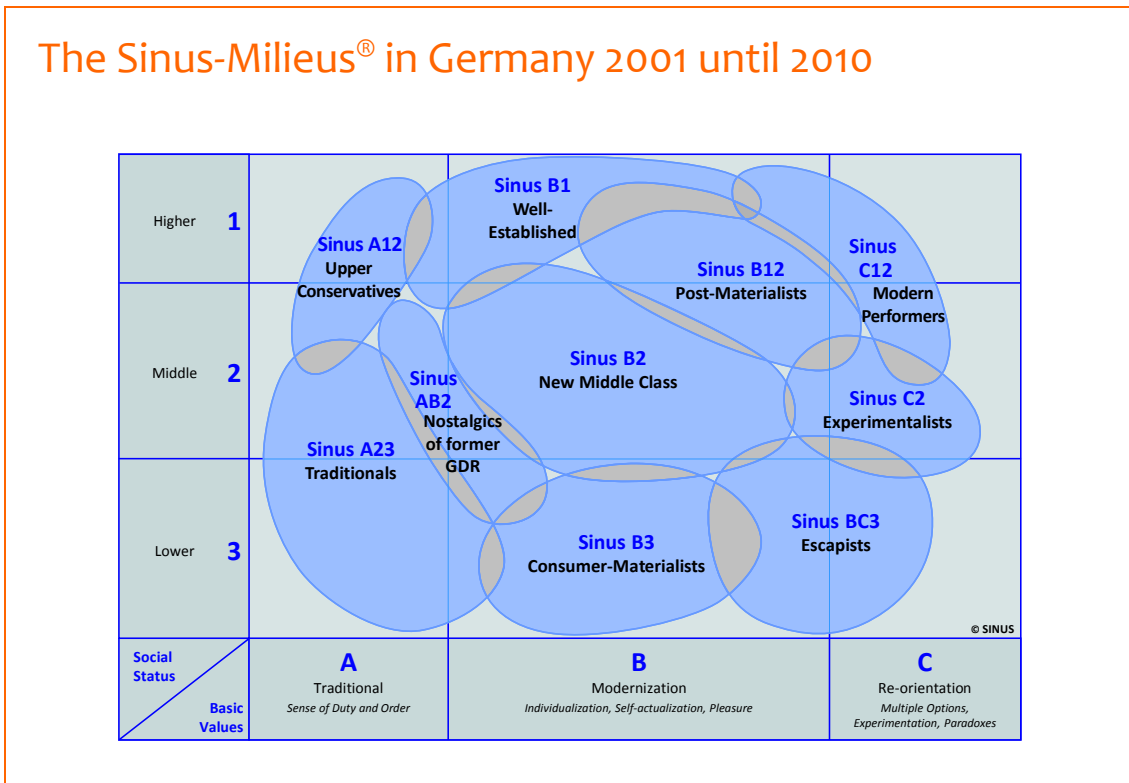 The Sinus-Milieus® in Germany 2001 until 2010
Higher 1
Middle 2
Lower 3
Sinus B1
Well-
Established
Sinus A12
Upper
Conservatives
Sinus B12
Post-Materialists
Sinus
C12
Modern
Performers
Sinus B2
New Middle Class
Sinus
AB2
Nostalgics
of former
GDR
Sinus C2
Experimentalists
Sinus A23
Traditionals
Sinus B3
Consumer-Materialists
Sinus BC3
Escapists
© SINUS
Social
Status
Basic
Values
A
Traditional
Sense of Duty and Order
B
Modernization
Individualization, Self-actualization, Pleasure
C
Re-orientation
Multiple Options,
Experimentation, Paradoxes